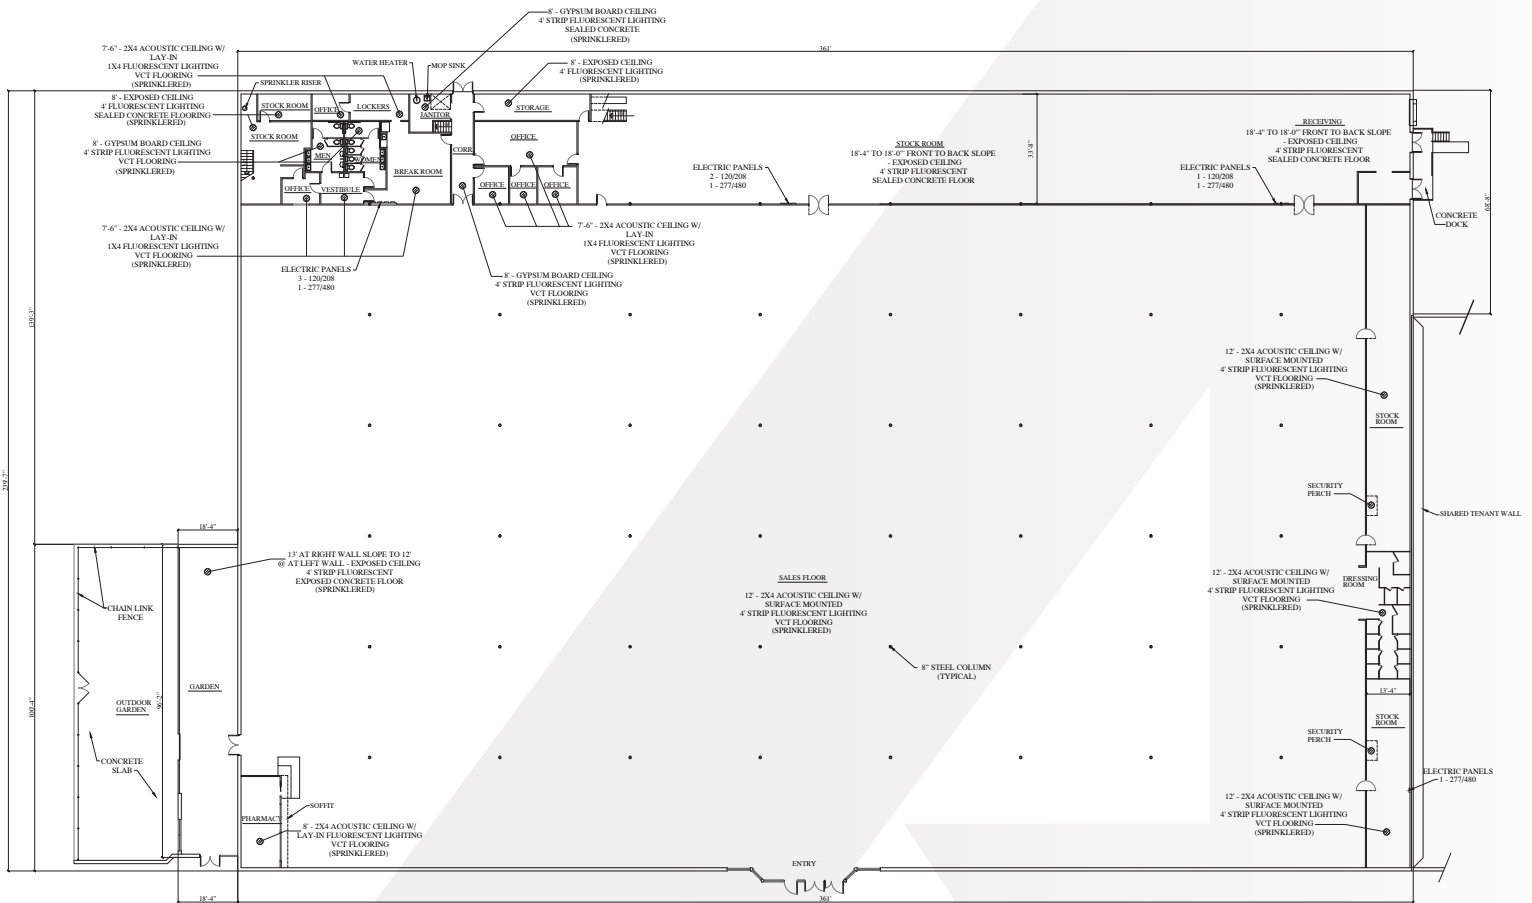 8' - GYPSUM BOARD CEILING
4' STRIP FLUORESCENT LIGHTING
SEALED CONCRETE
(SPRINKLERED)
361'
7'-6" - 2X4 ACOUSTIC CEILING W/
LAY-IN
1X4 FLUORESCENT LIGHTING
VCT FLOORING
(SPRINKLERED)
WATER HEATER
MOP SINK
8' - EXPOSED CEILING
4' FLUORESCENT LIGHTING
(SPRINKLERED)
SPRINKLER RISER
8' - EXPOSED CEILING
4' FLUORESCENT LIGHTING
SEALED CONCRETE FLOORING
(SPRINKLERED)
STOCK ROOM
OFFICE
LOCKERS
JANITOR
STORAGE
STOCK ROOM
OFFICE
8' - GYPSUM BOARD CEILING
4' STRIP FLUORESCENT LIGHTING
VCT FLOORING
(SPRINKLERED)
MEN
WOMEN
CORR
BREAK ROOM
OFFICE
VESTIBULE
OFFICE
OFFICE
OFFICE
33'-8"
STOCK ROOM
18'-4" TO 18'-0" FRONT TO BACK SLOPE
- EXPOSED CEILING
4' STRIP FLUORESCENT
SEALED CONCRETE FLOOR
RECEIVING
18'-4" TO 18'-0"' FRONT TO BACK SLOPE
- EXPOSED CEILING
4' STRIP FLUORESCENT
SEALED CONCRETE FLOOR
ELECTRIC PANELS
2 - 120/208
1 - 277/480
ELECTRIC PANELS
1 - 120/208
1 - 277/480
CONCRETE
DOCK
68'-8"
7'-6" - 2X4 ACOUSTIC CEILING W/
LAY-IN
1X4 FLUORESCENT LIGHTING
VCT FLOORING
(SPRINKLERED)
ELECTRIC PANELS
3 - 120/208
1 - 277/480
7'-6" - 2X4 ACOUSTIC CEILING W/
LAY-IN
1X4 FLUORESCENT LIGHTING
VCT FLOORING
(SPRINKLERED)
8' - GYPSUM BOARD CEILING
4' STRIP FLUORESCENT LIGHTING
VCT FLOORING
(SPRINKLERED)
139'-3"
12' - 2X4 ACOUSTIC CEILING W/
SURFACE MOUNTED
4' STRIP FLUORESCENT LIGHTING
VCT FLOORING
(SPRINKLERED)
STOCK
ROOM
SECURITY
PERCH
SHARED TENANT WALL
18'-4"
13' AT RIGHT WALL SLOPE TO 12'
@ AT LEFT WALL - EXPOSED CEILING
4' STRIP FLUORESCENT
EXPOSED CONCRETE FLOOR
(SPRINKLERED)
SALES FLOOR
12' - 2X4 ACOUSTIC CEILING W/
SURFACE MOUNTED
4' STRIP FLUORESCENT LIGHTING
VCT FLOORING
(SPRINKLERED)
12' - 2X4 ACOUSTIC CEILING W/
SURFACE MOUNTED
4' STRIP FLUORESCENT LIGHTING
VCT FLOORING
(SPRINKLERED)
DRESSING
ROOM
CHAIN LINK
FENCE
8" STEEL COLUMN
(TYPICAL)
GARDEN
OUTDOOR
GARDEN
96'-2"
100'-4"
13'-4"
STOCK
ROOM
SECURITY
PERCH
CONCRETE
SLAB
ELECTRIC PANELS
1 - 277/480
12' - 2X4 ACOUSTIC CEILING W/
SURFACE MOUNTED
4' STRIP FLUORESCENT LIGHTING
VCT FLOORING
(SPRINKLERED)
SOFFIT
PHARMACY
8' - 2X4 ACOUSTIC CEILING W/
LAY-IN FLUORESCENT LIGHTING
VCT FLOORING
(SPRINKLERED)
ENTRY
18'-4"
361'